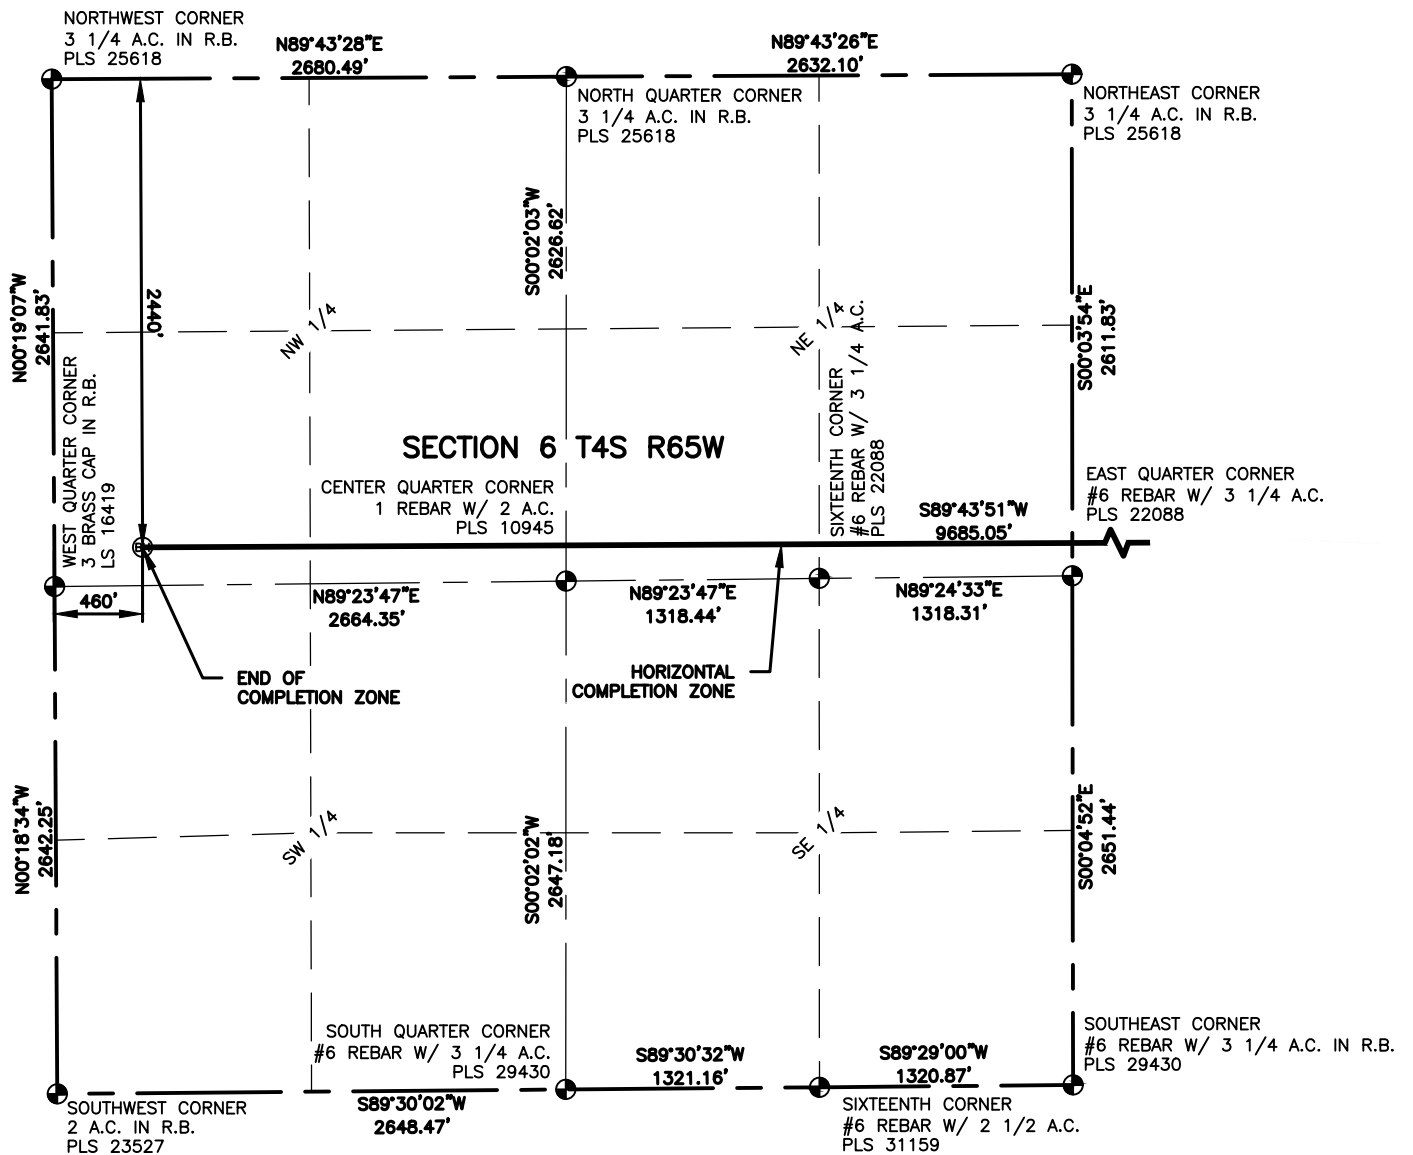 NORTHWEST CORNER
3 1/4 A.C. IN R.B.
PLS 25618
N89°43'28"E
2680.49'
N89°43'26"E
2632.10'
NORTH QUARTER CORNER
3 1/4 A.C. IN R.B.
PLS 25618
NORTHEAST CORNER
3 1/4 A.C. IN R.B.
PLS 25618
N00°19'07"W
2641.83'
2440'
S00°02'03"W
2626.62'
S00°03'54"E
2611.83'
NW 1/4
NE 1/4
WEST QUARTER CORNER
3 BRASS CAP IN R.B.
LS 16419
SECTION 6 T4S R65W
CENTER QUARTER CORNER
1 REBAR W/ 2 A.C.
PLS 10945
SIXTEENTH CORNER
#6 REBAR W/ 3 1/4 A.C.
PLS 22088
EAST QUARTER CORNER
#6 REBAR W/ 3 1/4 A.C.
PLS 22088
S89°43'51"W
9685.05'
460'
N89°23'47"E
2664.35'
N89°23'47"E
1318.44'
N89°24'33"E
1318.31'
END OF
COMPLETION ZONE
HORIZONTAL
COMPLETION ZONE
N00°18'34"W
2642.25'
SW 1/4
S00°02'02"W
2647.18'
SE 1/4
S00°04'52"E
2651.44'
SOUTH QUARTER CORNER
#6 REBAR W/ 3 1/4 A.C.
PLS 29430
S89°30'32"W
1321.16'
S89°29'00"W
1320.87'
SOUTHEAST CORNER
#6 REBAR W/ 3 1/4 A.C. IN R.B.
PLS 29430
SOUTHWEST CORNER
2 A.C. IN R.B.
PLS 23527
S89°30'02"W
2648.47'
SIXTEENTH CORNER
#6 REBAR W/ 2 1/2 A.C.
PLS 31159